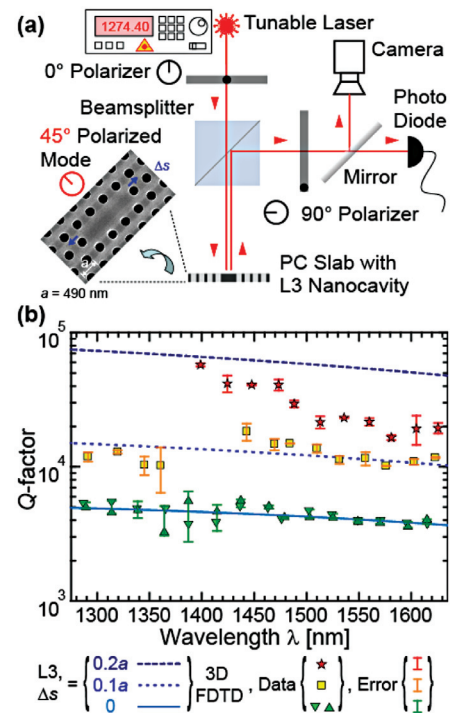 (a)
1274.40
Tunable Laser
Camera
0° Polarizer
Beamsplitter
Photo
Diode
45° Polarized
Mode
Δs
Mirror
90° Polarizer
a
PC Slab with
L3 Nanocavity
a = 490 nm
(b)
10^5
10^4
10^3
Q-factor
1300 1350 1400 1450 1500 1550 1600
Wavelength λ [nm]
L3, Δs = { 0.2a 0.1a 0 } 3D FDTD, Data { }, Error { }